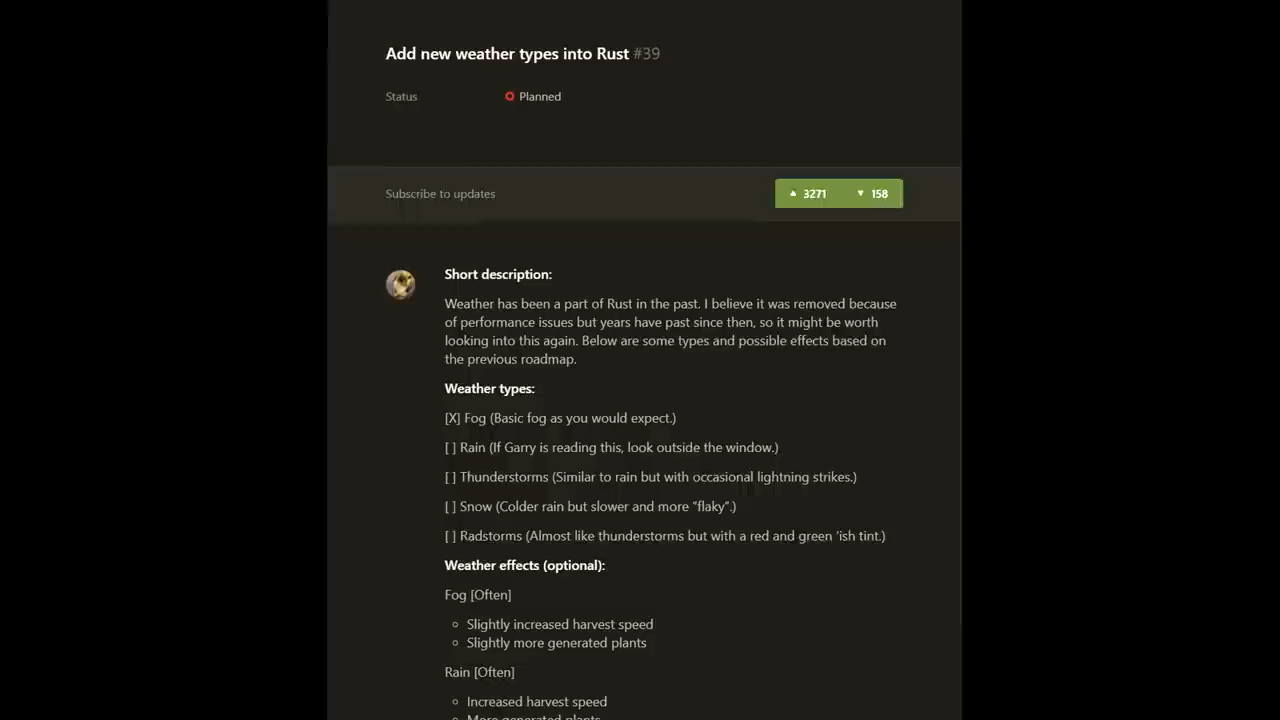 Add new weather types into Rust #39
Status Planned
Subscribe to updates 3271 158
Short description:
Weather has been a part of Rust in the past. I believe it was removed because
of performance issues but years have past since then, so it might be worth
looking into this again. Below are some types and possible effects based on
the previous roadmap.
Weather types:
[X] Fog (Basic fog as you would expect.)
[ ] Rain (If Garry is reading this, look outside the window.)
[ ] Thunderstorms (Similar to rain but with occasional lightning strikes.)
[ ] Snow (Colder rain but slower and more “flaky”.)
[ ] Radstorms (Almost like thunderstorms but with a red and green ‘ish tint.)
Weather effects (optional):
Fog [Often]
Slightly increased harvest speed
Slightly more generated plants
Rain [Often]
Increased harvest speed
More generated plants